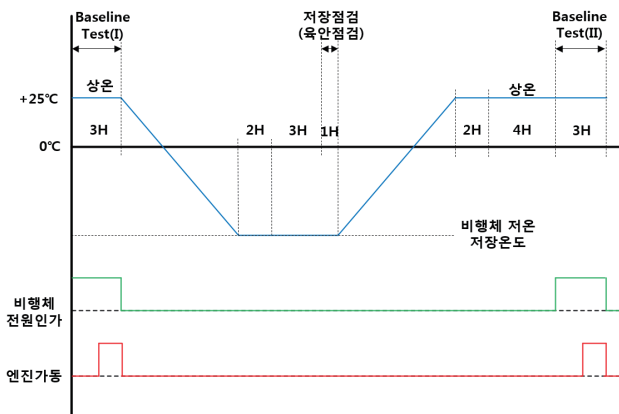 Baseline
Test(I)
저장점검
(육안점검)
Baseline
Test(II)
상온
상온
+25℃
3H
2H
3H
1H
2H
4H
3H
0℃
비행체 저온
저장온도
비행체
전원인가
엔진가동